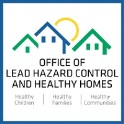 OFFICE OF
LEAD HAZARD CONTROL
AND HEALTHY HOMES
Healthy Children
Healthy Families
Healthy Communities